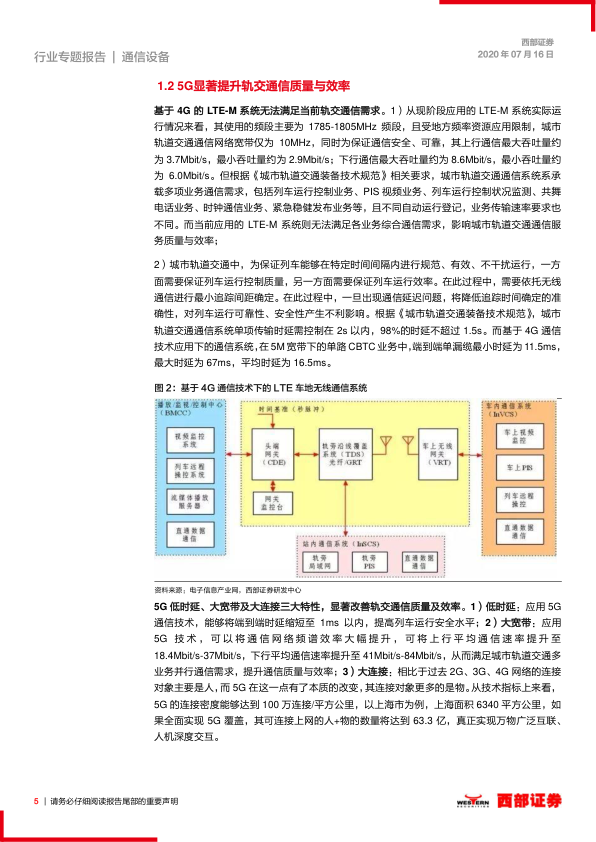 西部证券
行业专题报告 | 通信设备
2020 年 07 月 16 日
1.2 5G显著提升轨交通信质量与效率
基于 4G 的 LTE-M 系统无法满足当前轨交通信需求。1）从现阶段应用的 LTE-M 系统实际运
行情况来看，其使用的频段主要为 1785-1805MHz 频段，且受地方频率资源应用限制，城市
轨道交通通信网络宽带仅为 10MHz，同时为保证通信安全、可靠，其上行通信最大吞吐量约
为 3.7Mbit/s，最小吞吐量约为 2.9Mbit/s；下行通信最大吞吐量约为 8.6Mbit/s，最小吞吐量约
为 6.0Mbit/s。但根据《城市轨道交通装备技术规范》相关要求，城市轨道交通通信系统系承
载多项业务通信需求，包括列车运行控制业务、PIS 视频业务、列车运行控制状况监测、共舞
电话业务、时钟通信业务、紧急稳健发布业务等，且不同自动运行登记，业务传输速率要求也
不同。而当前应用的 LTE-M 系统则无法满足各业务综合通信需求，影响城市轨道交通通信服
务质量与效率；
2）城市轨道交通中，为保证列车能够在特定时间间隔内进行规范、有效、不干扰运行，一方
面需要保证列车运行控制质量，另一方面需要保证列车运行效率。在此过程中，需要依托无线
通信进行最小追踪间距确定。在此过程中，一旦出现通信延迟问题，将降低追踪时间确定的准
确性，对列车运行可靠性、安全性产生不利影响。根据《城市轨道交通装备技术规范》，城市
轨道交通通信系统单项传输时延需控制在 2s 以内，98%的时延不超过 1.5s。而基于 4G 通信
技术应用下的通信系统，在 5M 宽带下的单路 CBTC 业务中，端到端单漏缆最小时延为 11.5ms，
最大时延为 67ms，平均时延为 16.5ms。
图 2：基于 4G 通信技术下的 LTE 车地无线通信系统
播放/监视/控制中心
（BMCC）
视频监控
系统
列车远程
操控系统
流媒体播放
服务器
直通数据
通信
时间基准（秒脉冲）
头端
网关
（CDE）
轨旁沿线覆盖
系统（TDS）
光纤/GRT
车上无线
网关
（VRT）
网关
监控台
站内通信系统（InSCS）
轨旁
局域网
轨旁
PIS
直通数据
通信
车内通信系统
（InVCS）
车上视频
监控
车上PIS
列车远程
操控
直通数据
通信
资料来源：电子信息产业网，西部证券研发中心
5G 低时延、大宽带及大连接三大特性，显著改善轨交通信质量及效率。1）低时延：应用 5G
通信技术，能够将端到端时延缩短至 1ms 以内，提高列车运行安全水平；2）大宽带：应用
5G 技术，可以将通信网络频谱效率大幅提升，可将上行平均通信速率提升至
18.4Mbit/s-37Mbit/s，下行平均通信速率提升至 41Mbit/s-84Mbit/s，从而满足城市轨道交通多
业务并行通信需求，提升通信质量与效率；3）大连接：相比于过去 2G、3G、4G 网络的连接
对象主要是人，而 5G 在这一点有了本质的改变，其连接对象更多的是物。从技术指标上来看，
5G 的连接密度能够达到 100 万连接/平方公里，以上海市为例，上海面积 6340 平方公里，如
果全面实现 5G 覆盖，其可连接上网的人+物的数量将达到 63.3 亿，真正实现万物广泛互联、
人机深度交互。
5 | 请务必仔细阅读报告尾部的重要声明
WESTERN
SECURITIES
西部证券